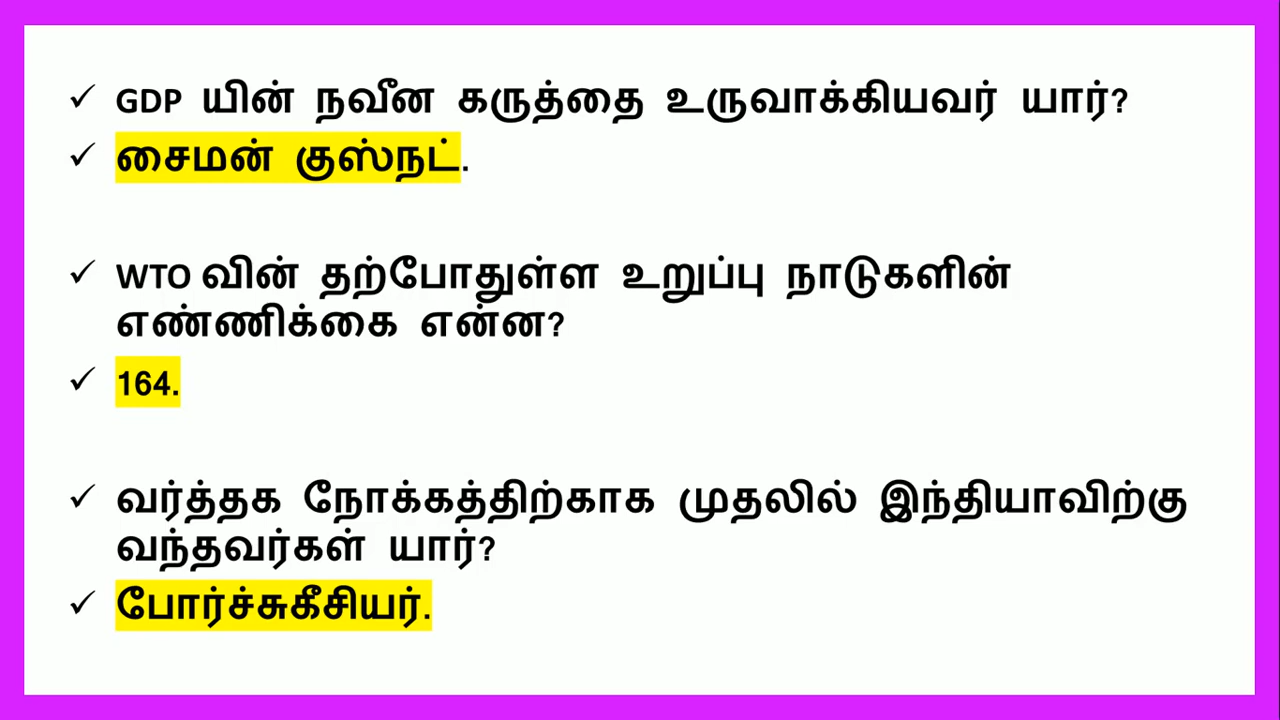 ✓ GDP யின் நவீன கருத்தை உருவாக்கியவர் யார்?
✓ சைமன் குஸ்நட்.
✓ WTO வின் தற்போதுள்ள உறுப்பு நாடுகளின்
எண்ணிக்கை என்ன?
✓ 164.
✓ வர்த்தக நோக்கத்திற்காக முதலில் இந்தியாவிற்கு
வந்தவர்கள் யார்?
✓ போர்ச்சுகீசியர்.